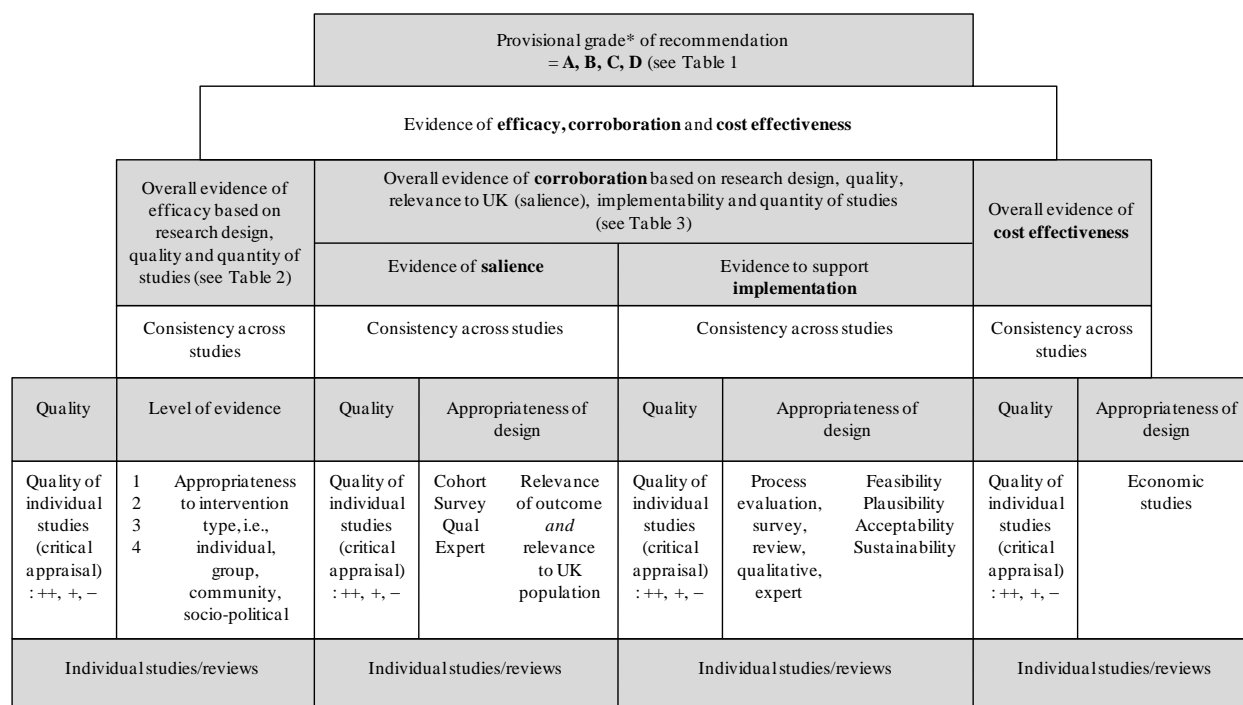 Provisional grade* of recommendation
= A, B, C, D (see Table 1
Evidence of efficacy, corroboration and cost effectiveness
Overall evidence of
efficacy based on
research design,
quality and quantity of
studies (see Table 2)
Overall evidence of corroboration based on research design, quality,
relevance to UK (salience), implementability and quantity of studies
(see Table 3)
Overall evidence of
cost effectiveness
Evidence of salience
Evidence to support
implementation
Consistency across
studies
Consistency across studies
Consistency across studies
Consistency across
studies
Quality
Level of evidence
Quality
Appropriateness of
design
Quality
Appropriateness of
design
Quality
Appropriateness of
design
Quality of
individual
studies
(critical
appraisal)
: ++, +, −
1
2
3
4
Appropriateness
to intervention
type, i.e.,
individual,
group,
community,
socio-political
Quality of
individual
studies
(critical
appraisal)
: ++, +, −
Cohort
Survey
Qual
Expert
Relevance
of outcome
and
relevance
to UK
population
Quality of
individual
studies
(critical
appraisal)
: ++, +, −
Process
evaluation,
survey,
review,
qualitative,
expert
Feasibility
Plausibility
Acceptability
Sustainability
Quality of
individual
studies
(critical
appraisal)
: ++, +, −
Economic
studies
Individual studies/reviews
Individual studies/reviews
Individual studies/reviews
Individual studies/reviews